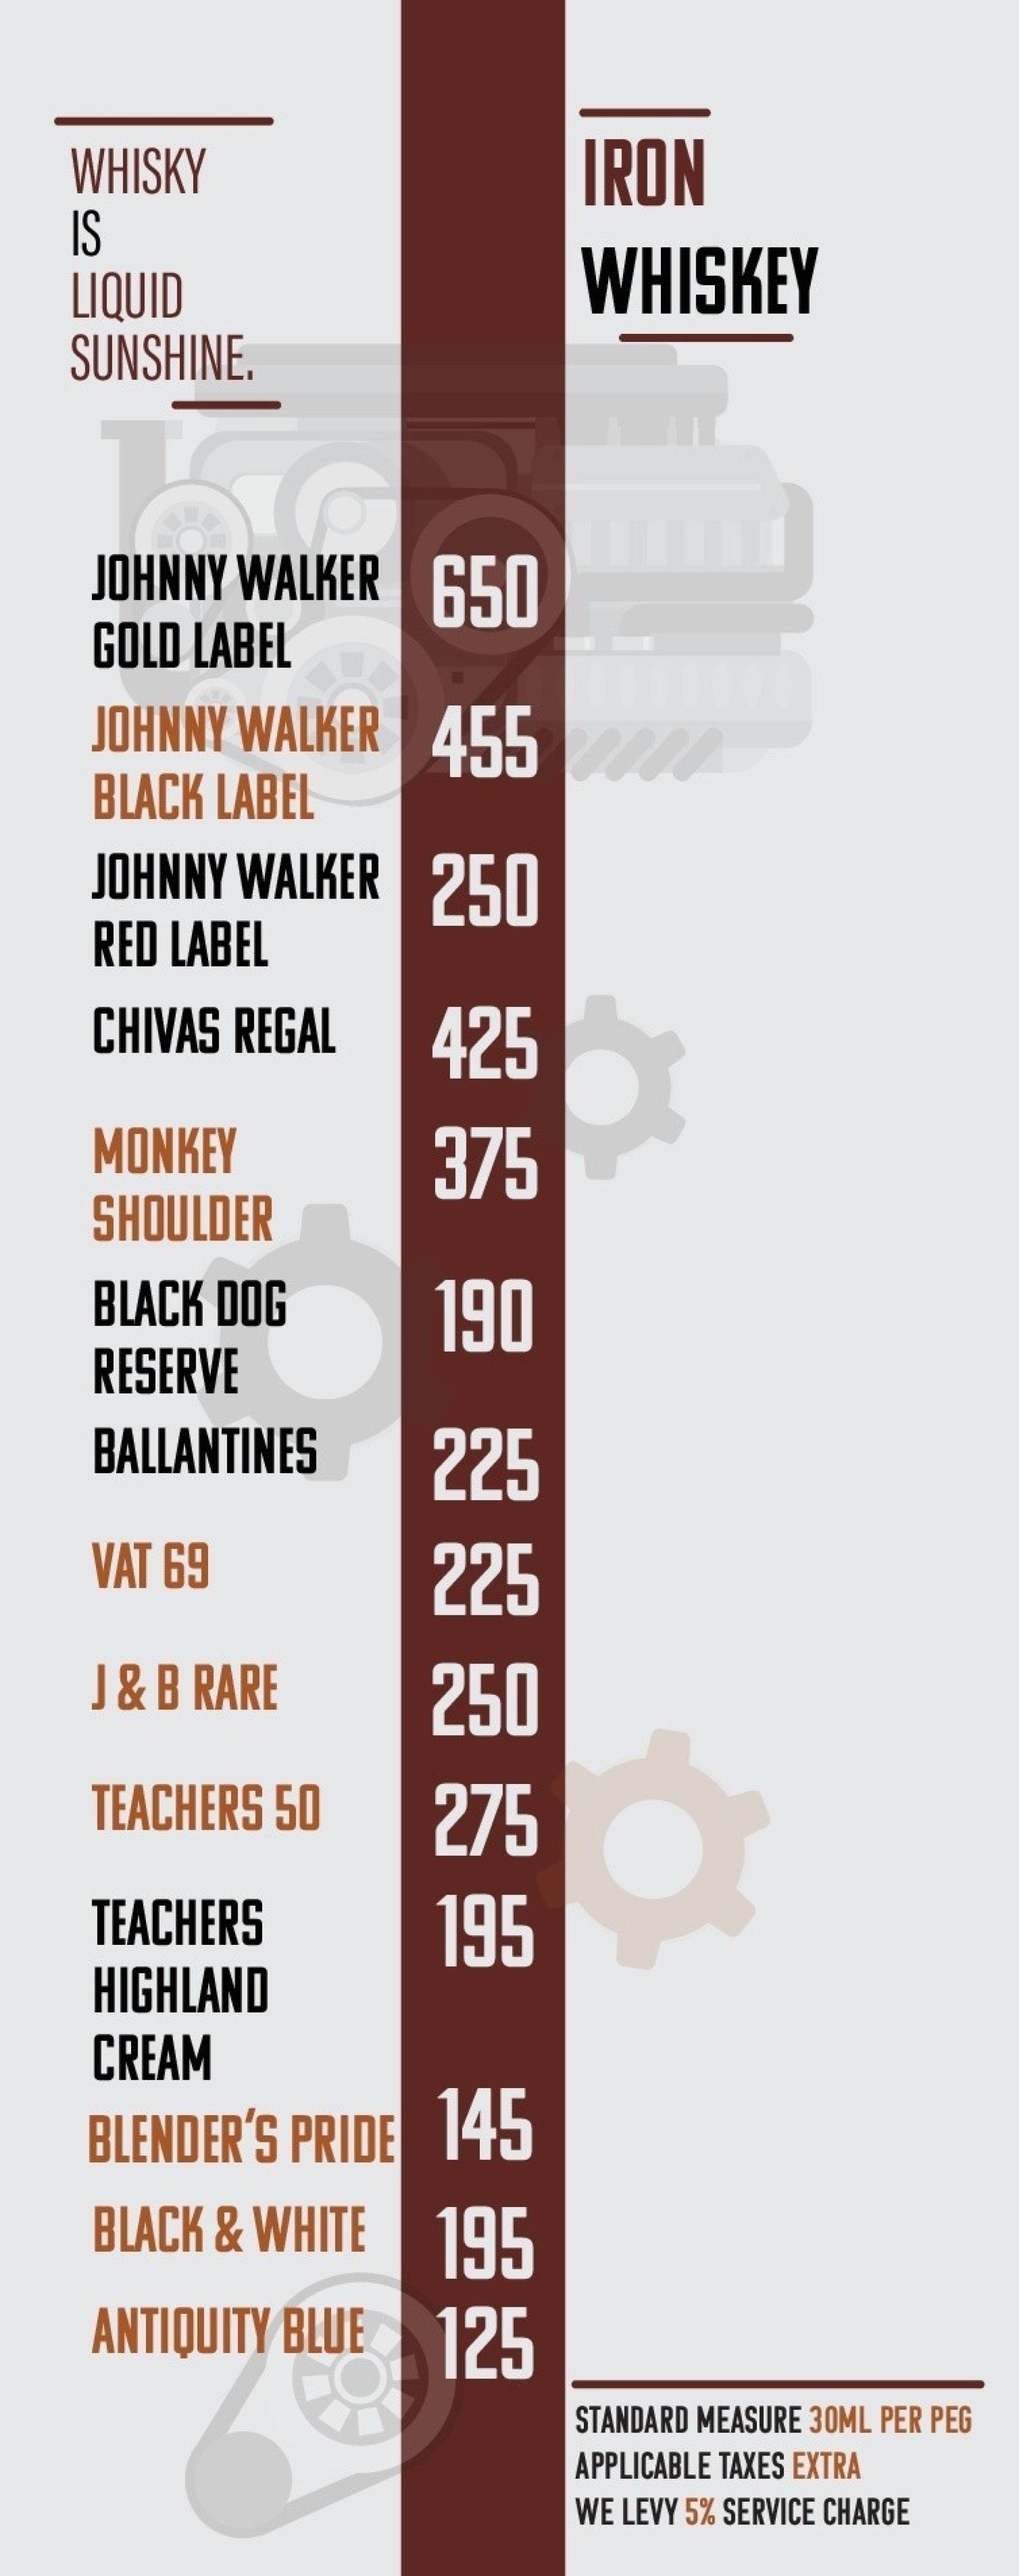 WHISKY
IS
LIQUID
SUNSHINE.
IRON
WHISKEY
JOHNNY WALKER 650
GOLD LABEL
JOHNNY WALKER 455
BLACK LABEL
JOHNNY WALKER 250
RED LABEL
CHIVAS REGAL 425
MONKEY 375
SHOULDER
BLACK DOG 190
RESERVE
BALLANTINES 225
VAT 69 225
J & B RARE 250
TEACHERS 50 275
TEACHERS 195
HIGHLAND
CREAM
BLENDER'S PRIDE 145
BLACK & WHITE 195
ANTIQUITY BLUE 125
STANDARD MEASURE 30ML PER PEG
APPLICABLE TAXES EXTRA
WE LEVY 5% SERVICE CHARGE